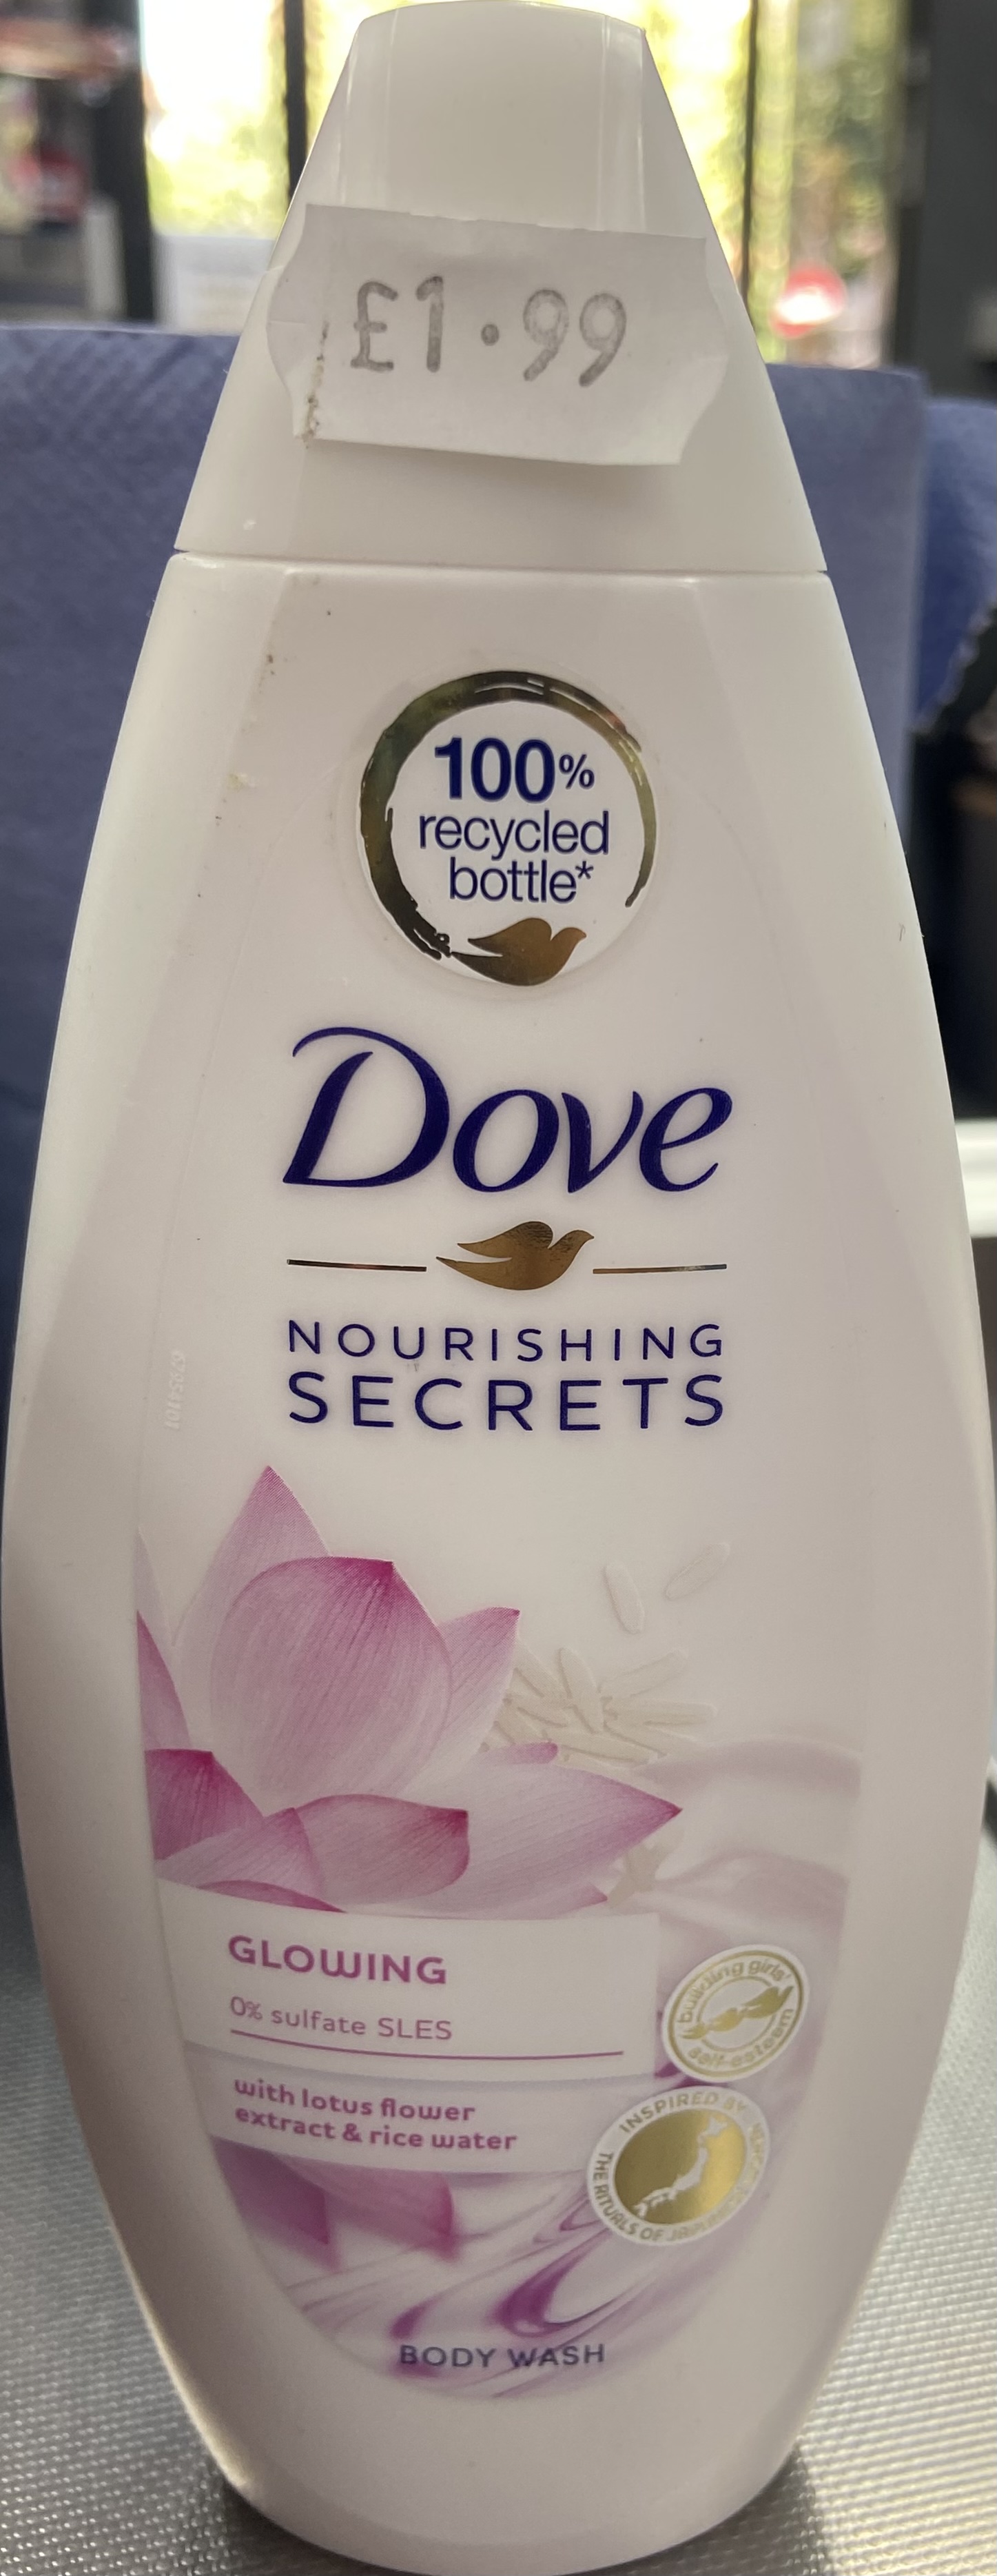 £1.99
100%
recycled
bottle*
Dove
NOURISHING
SECRETS
GLOWING
0% sulfate SLES
with lotus flower
extract & rice water
building girls'
self-esteem
INSPIRED BY
THE RITUALS OF
BODY WASH